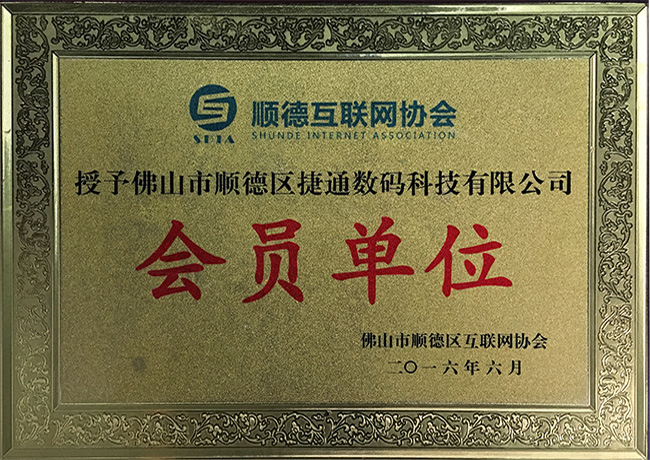 顺德互联网协会
SHUNDE INTERNET ASSOCIATION
SDIA
授予佛山市顺德区捷通数码科技有限公司
会员单位
佛山市顺德区互联网协会
二〇一六年六月